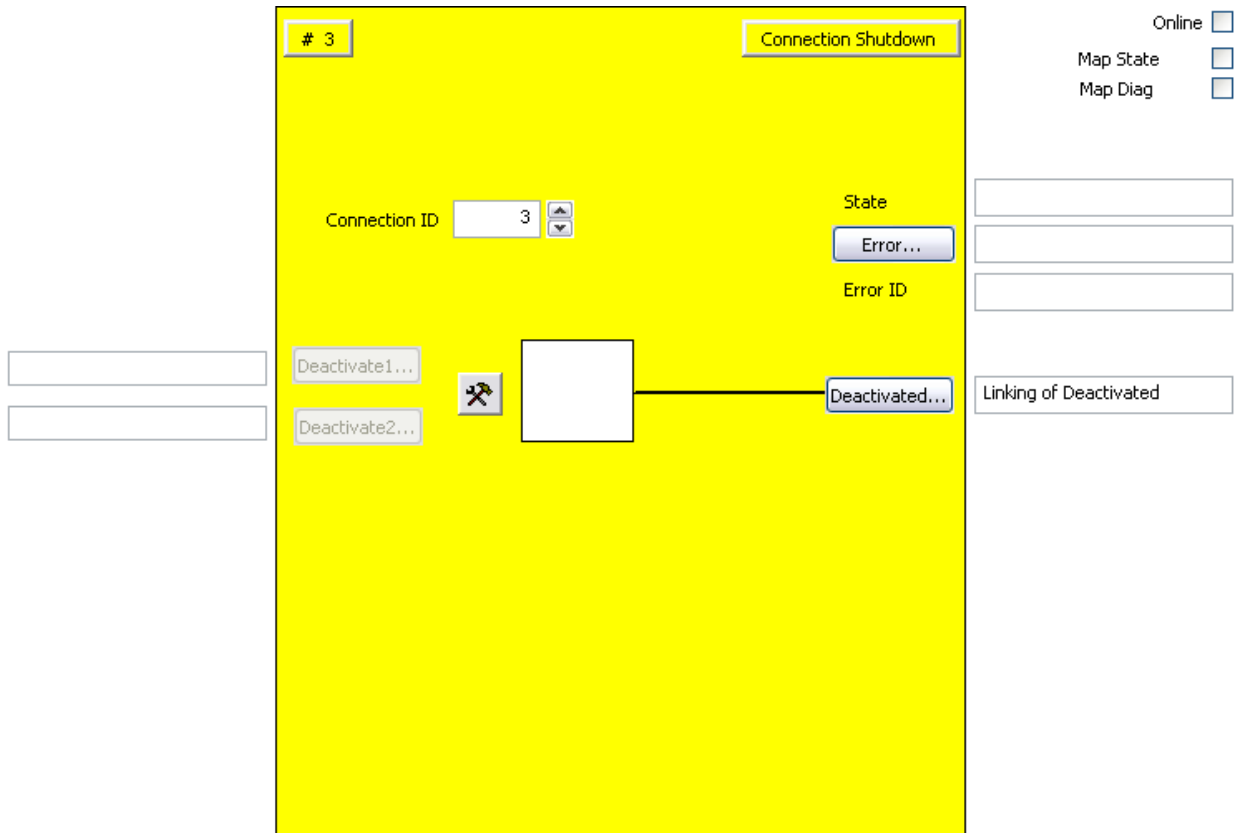 # 3
Connection Shutdown
Online
Map State
Map Diag
Connection ID
3
State
Error...
Error ID
Deactivate1...
Deactivate2...
Deactivated...
Linking of Deactivated